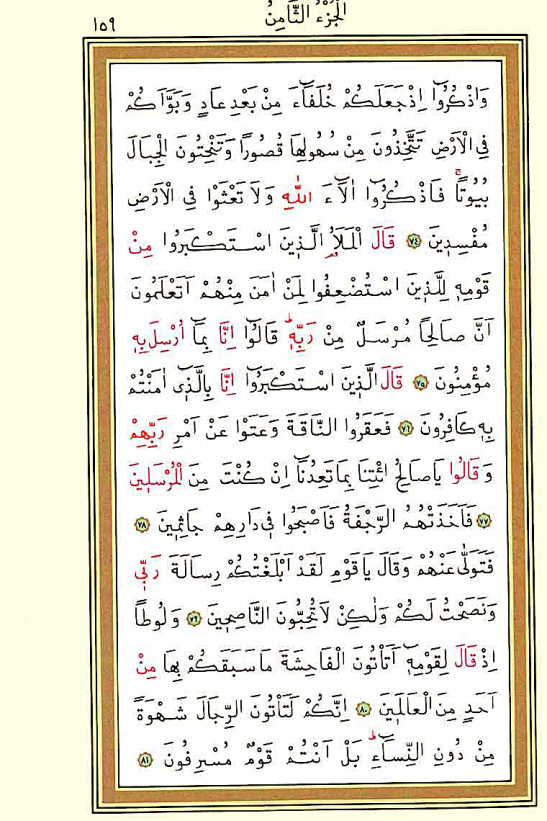 الْجُزْءُ الثَّامِنُ
١٥٩
وَاذْكُرُٓوا اِذْ جَعَلَكُمْ خُلَفَٓاءَ مِنْ بَعْدِ عَادٍ وَبَوَّاَكُمْ
فِى الْاَرْضِ تَتَّخِذُونَ مِنْ سُهُولِهَا قُصُورًا وَتَنْحِتُونَ الْجِبَالَ
بُيُوتًاۚ فَاذْكُرُٓوا اٰلَٓاءَ اللّٰهِ وَلَا تَعْثَوْا فِى الْاَرْضِ
مُفْسِدٖينَ ﴿٧٤﴾ قَالَ الْمَلَاُ الَّذٖينَ اسْتَكْبَرُوا مِنْ
قَوْمِهٖ لِلَّذٖينَ اسْتُضْعِفُوا لِمَنْ اٰمَنَ مِنْهُمْ اَتَعْلَمُونَ
اَنَّ صَالِحًا مُرْسَلٌ مِنْ رَبِّهٖؕ قَالُٓوا اِنَّا بِمَٓا اُرْسِلَ بِهٖ
مُؤْمِنُونَ ﴿٧٥﴾ قَالَ الَّذٖينَ اسْتَكْبَرُٓوا اِنَّا بِالَّذٖٓى اٰمَنْتُمْ
بِهٖ كَافِرُونَ ﴿٧٦﴾ فَعَقَرُوا النَّاقَةَ وَعَتَوْا عَنْ اَمْرِ رَبِّهِمْ
وَقَالُوا يَاصَالِحُ ائْتِنَا بِمَا تَعِدُنَٓا اِنْ كُنْتَ مِنَ الْمُرْسَلٖينَ
﴿٧٧﴾ فَاَخَذَتْهُمُ الرَّجْفَةُ فَاَصْبَحُوا فٖى دَارِهِمْ جَاثِمٖينَ ﴿٧٨﴾
فَتَوَلّٰى عَنْهُمْ وَقَالَ يَاقَوْمِ لَقَدْ اَبْلَغْتُكُمْ رِسَالَةَ رَبّٖى
وَنَصَحْتُ لَكُمْ وَلٰكِنْ لَا تُحِبُّونَ النَّاصِحٖينَ ﴿٧٩﴾ وَلُوطًا
اِذْ قَالَ لِقَوْمِهٖٓ اَتَاْتُونَ الْفَاحِشَةَ مَا سَبَقَكُمْ بِهَا مِنْ
اَحَدٍ مِنَ الْعَالَمٖينَ ﴿٨٠﴾ اِنَّكُمْ لَتَاْتُونَ الرِّجَالَ شَهْوَةً
مِنْ دُونِ النِّسَٓاءِؕ بَلْ اَنْتُمْ قَوْمٌ مُسْرِفُونَ ﴿٨١﴾